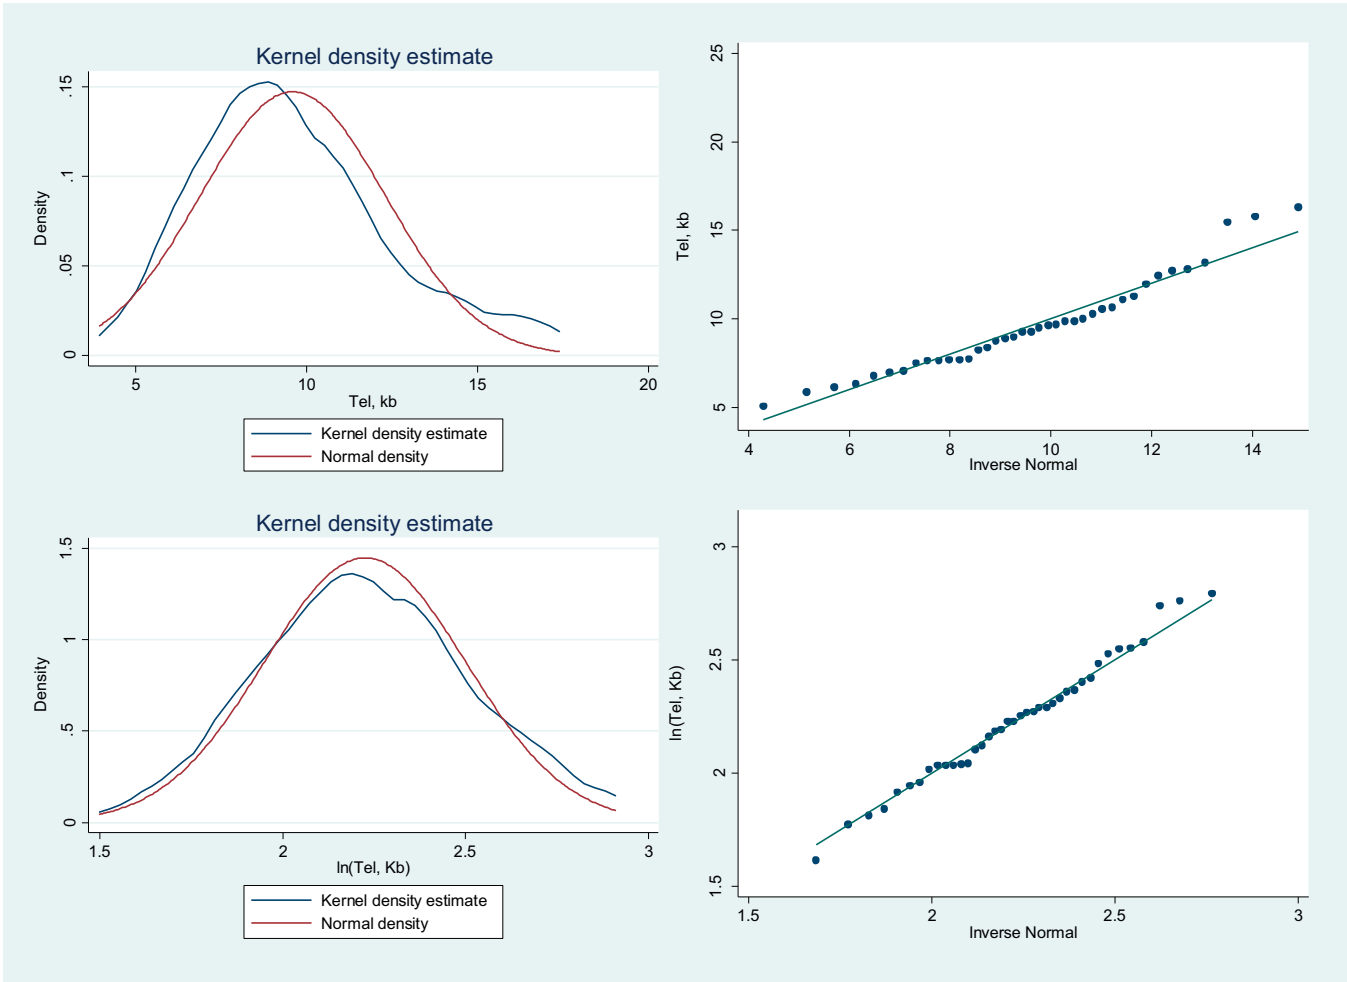 Kernel density estimate
.15
.1
.05
0
Density
5 10 15 20
Tel, kb
Kernel density estimate
Normal density
25
20
15
10
5
Tel, kb
4 6 8 10 12 14
Inverse Normal
Kernel density estimate
1.5
1
.5
0
Density
1.5 2 2.5 3
ln(Tel, Kb)
Kernel density estimate
Normal density
3
2.5
2
1.5
ln(Tel, Kb)
1.5 2 2.5 3
Inverse Normal